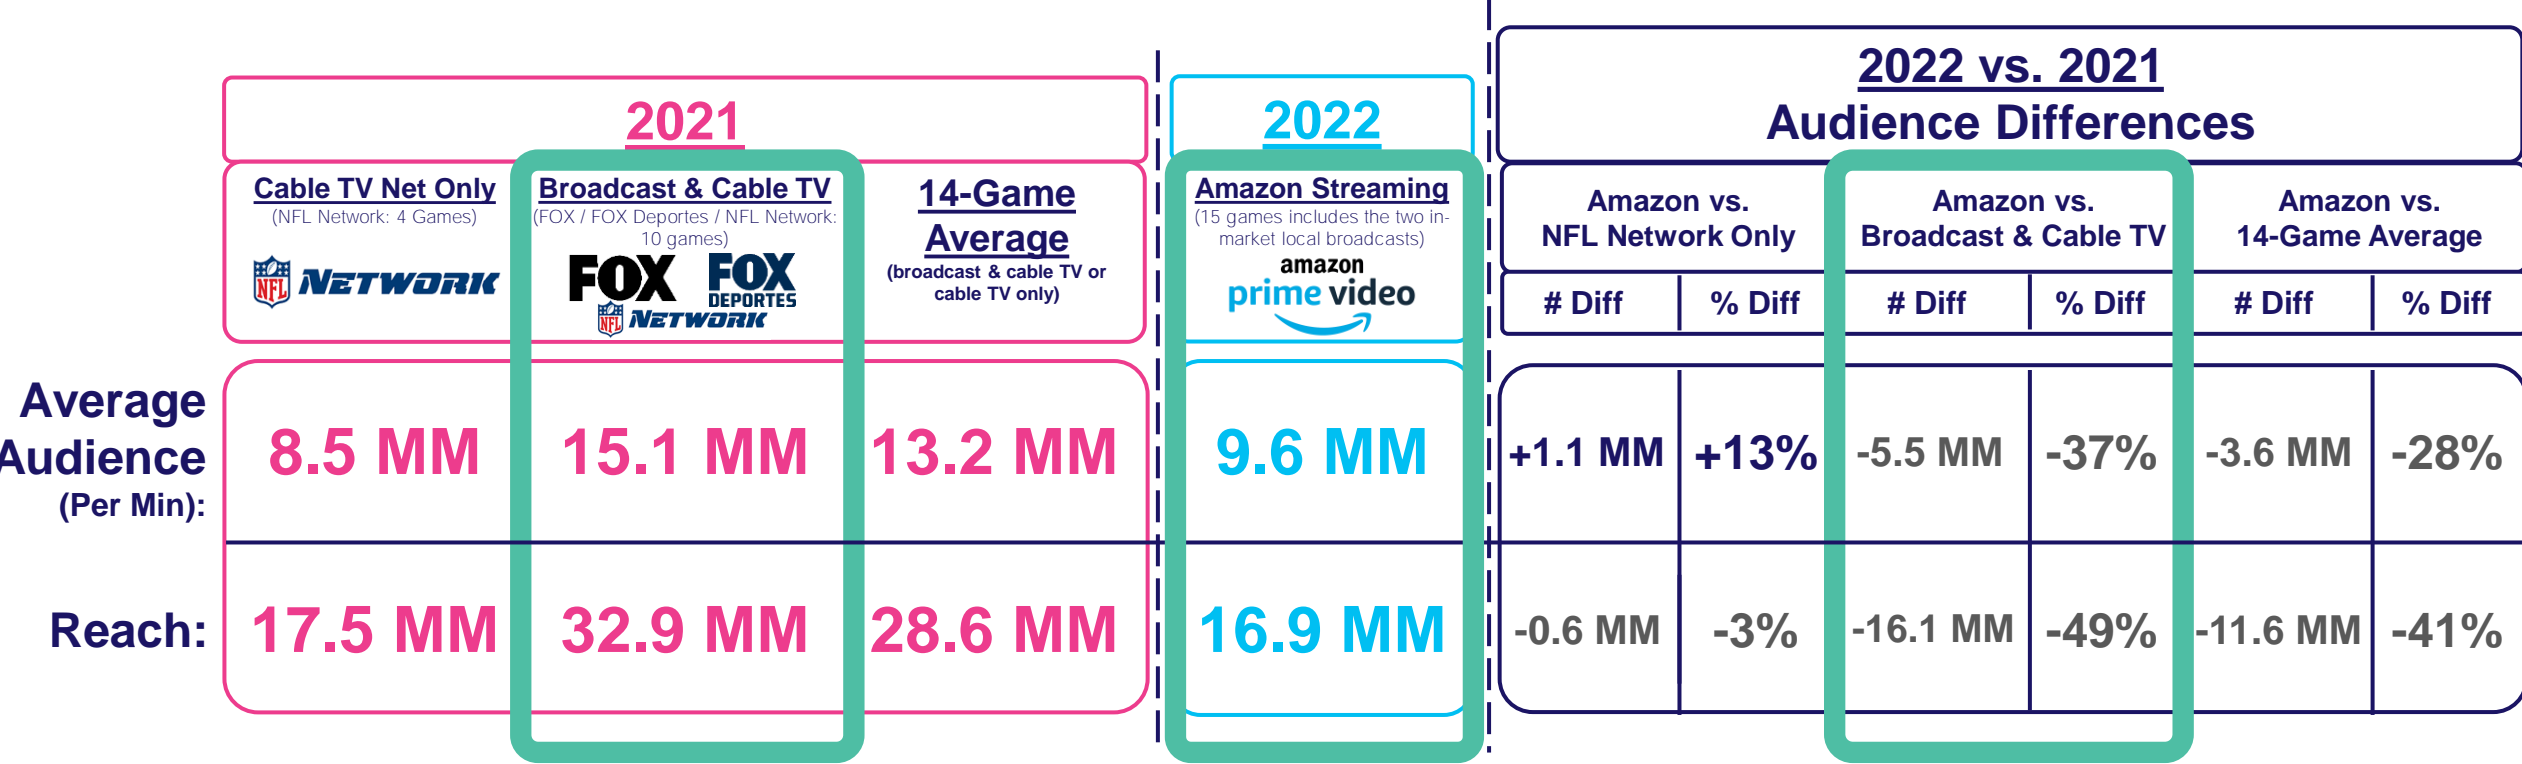 2022 vs. 2021
Audience Differences
2021
2022
Cable TV Net Only
(NFL Network: 4 Games)
NFL NETWORK
Broadcast & Cable TV
(FOX / FOX Deportes / NFL Network:
10 games)
FOX FOX
DEPORTES
NFL NETWORK
14-Game
Average
(broadcast & cable TV or
cable TV only)
Amazon Streaming
(15 games includes the two in-
market local broadcasts)
amazon
prime video
Amazon vs.
NFL Network Only
Amazon vs.
Broadcast & Cable TV
Amazon vs.
14-Game Average
# Diff % Diff # Diff % Diff # Diff % Diff
Average
Audience
(Per Min):
8.5 MM 15.1 MM 13.2 MM 9.6 MM +1.1 MM +13% -5.5 MM -37% -3.6 MM -28%
Reach: 17.5 MM 32.9 MM 28.6 MM 16.9 MM -0.6 MM -3% -16.1 MM -49% -11.6 MM -41%